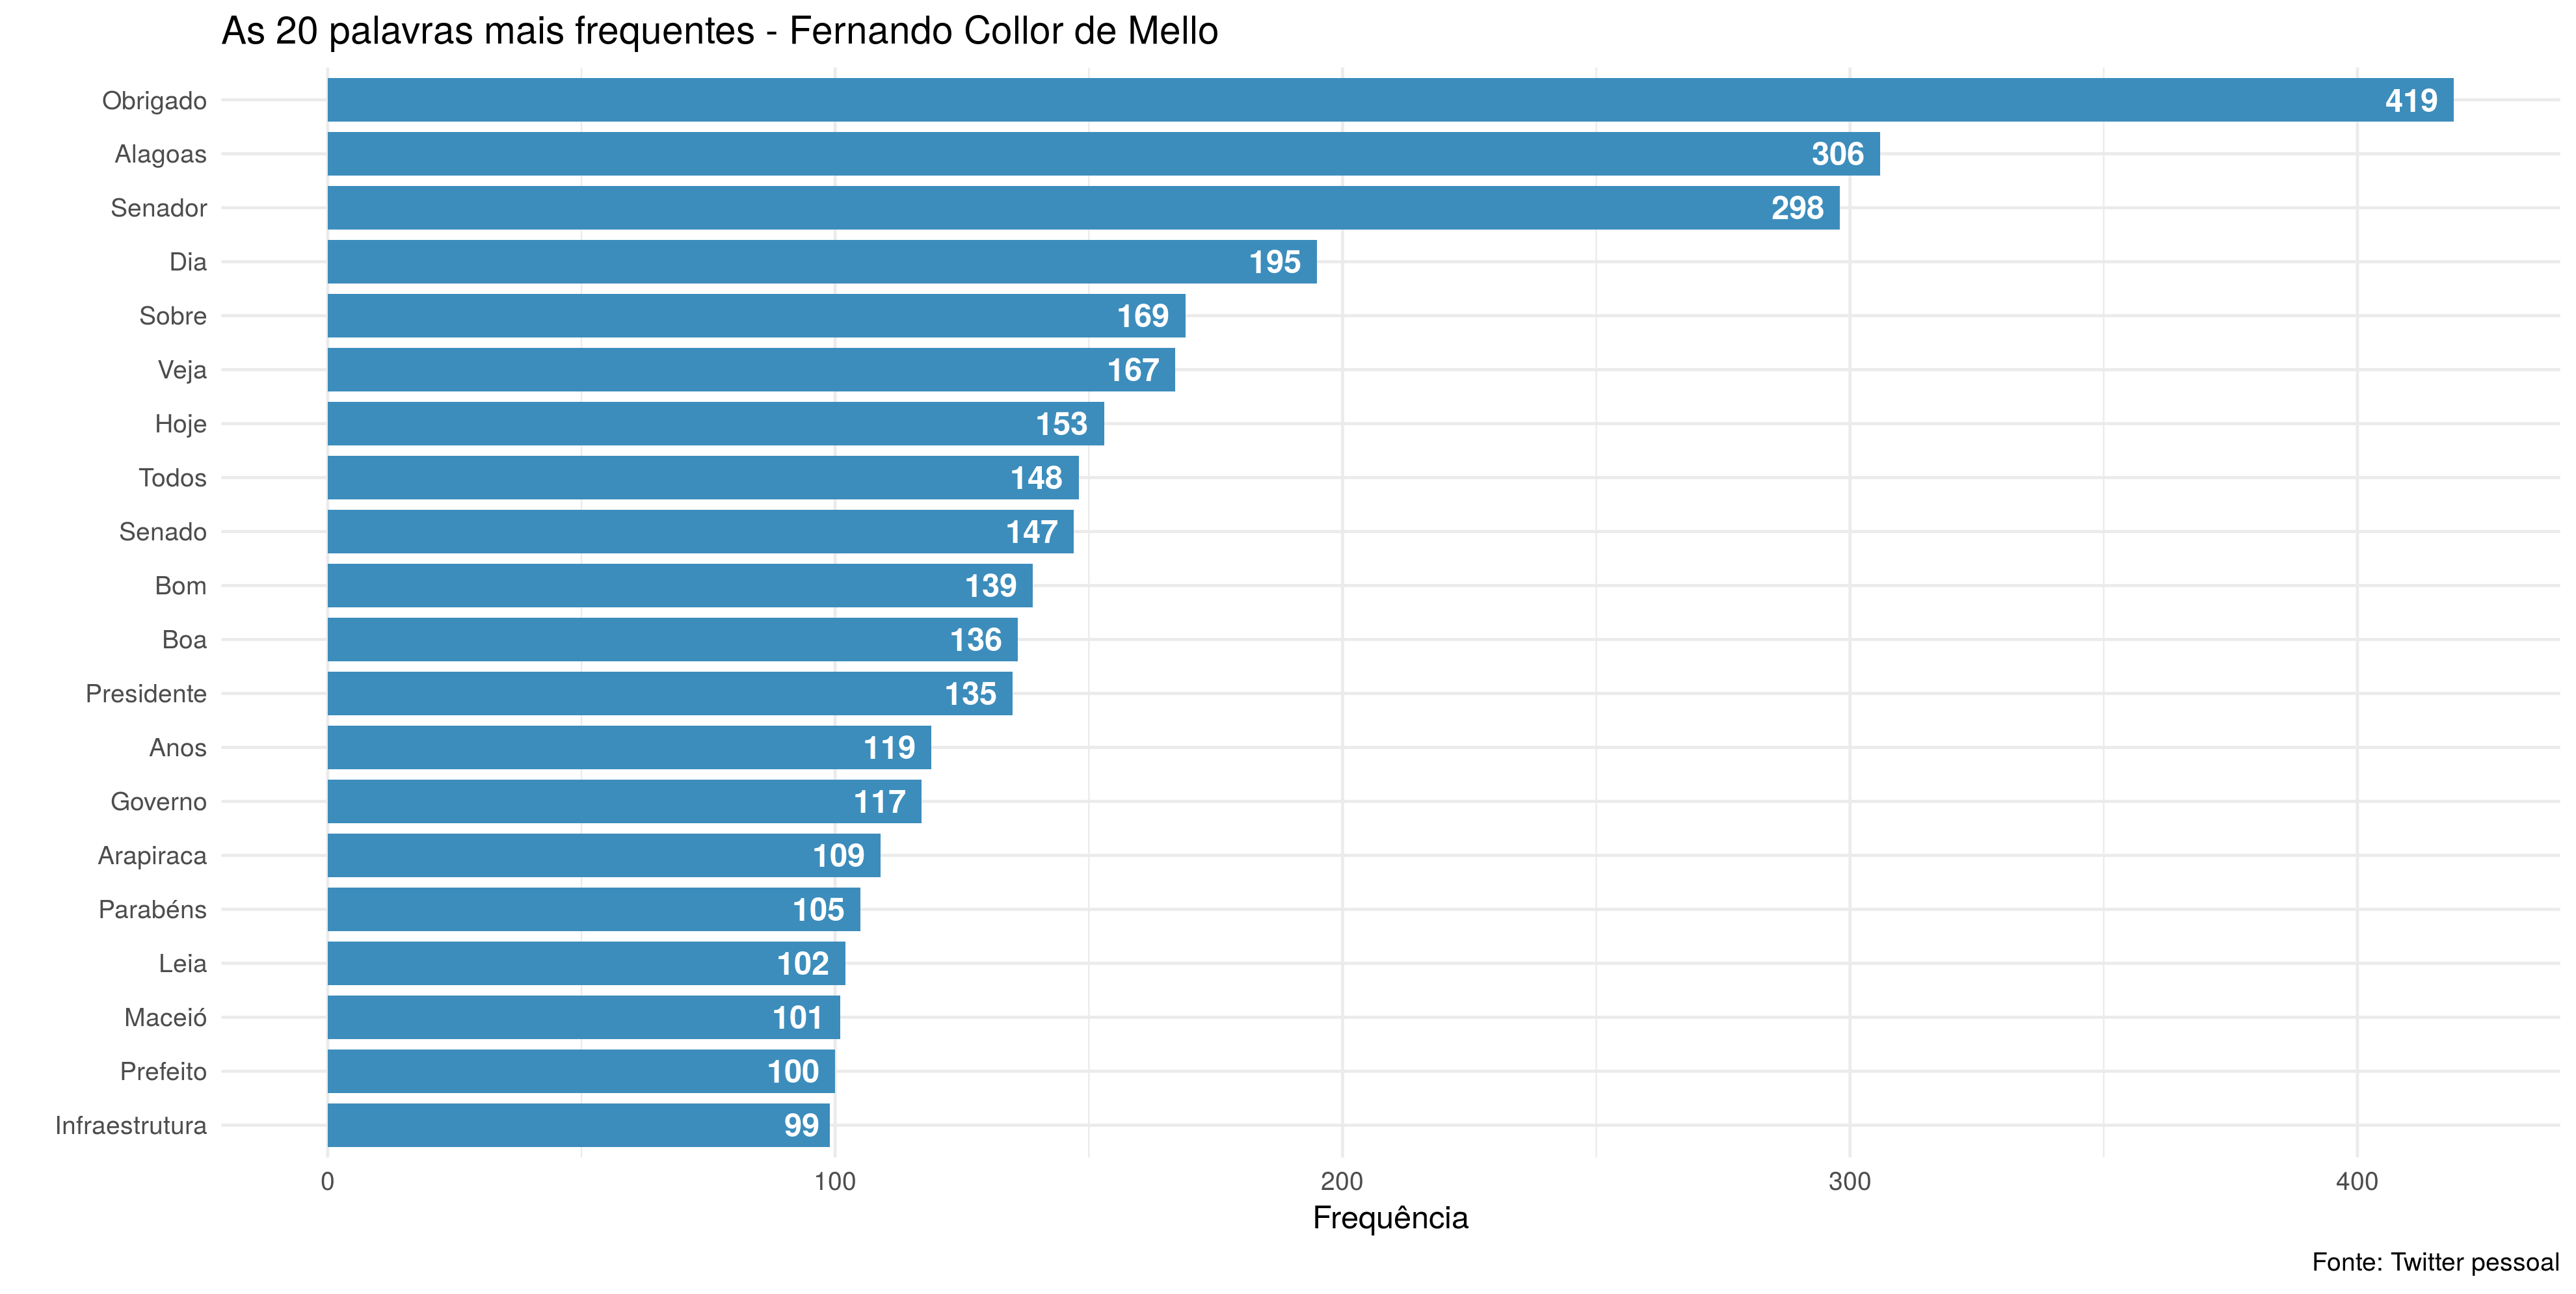 As 20 palavras mais frequentes - Fernando Collor de Mello
Obrigado 419
Alagoas 306
Senador 298
Dia 195
Sobre 169
Veja 167
Hoje 153
Todos 148
Senado 147
Bom 139
Boa 136
Presidente 135
Anos 119
Governo 117
Arapiraca 109
Parabéns 105
Leia 102
Maceió 101
Prefeito 100
Infraestrutura 99
0 100 200 300 400
Frequência
Fonte: Twitter pessoal